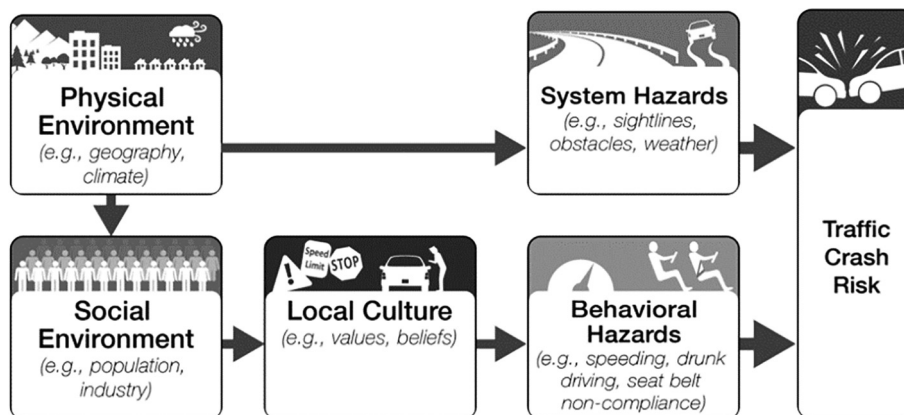 Physical
Environment
(e.g., geography,
climate)
System Hazards
(e.g., sightlines,
obstacles, weather)
Traffic
Crash
Risk
Social
Environment
(e.g., population,
industry)
Speed
Limit
STOP
Local Culture
(e.g., values, beliefs)
Behavioral
Hazards
(e.g., speeding, drunk
driving, seat belt
non-compliance)